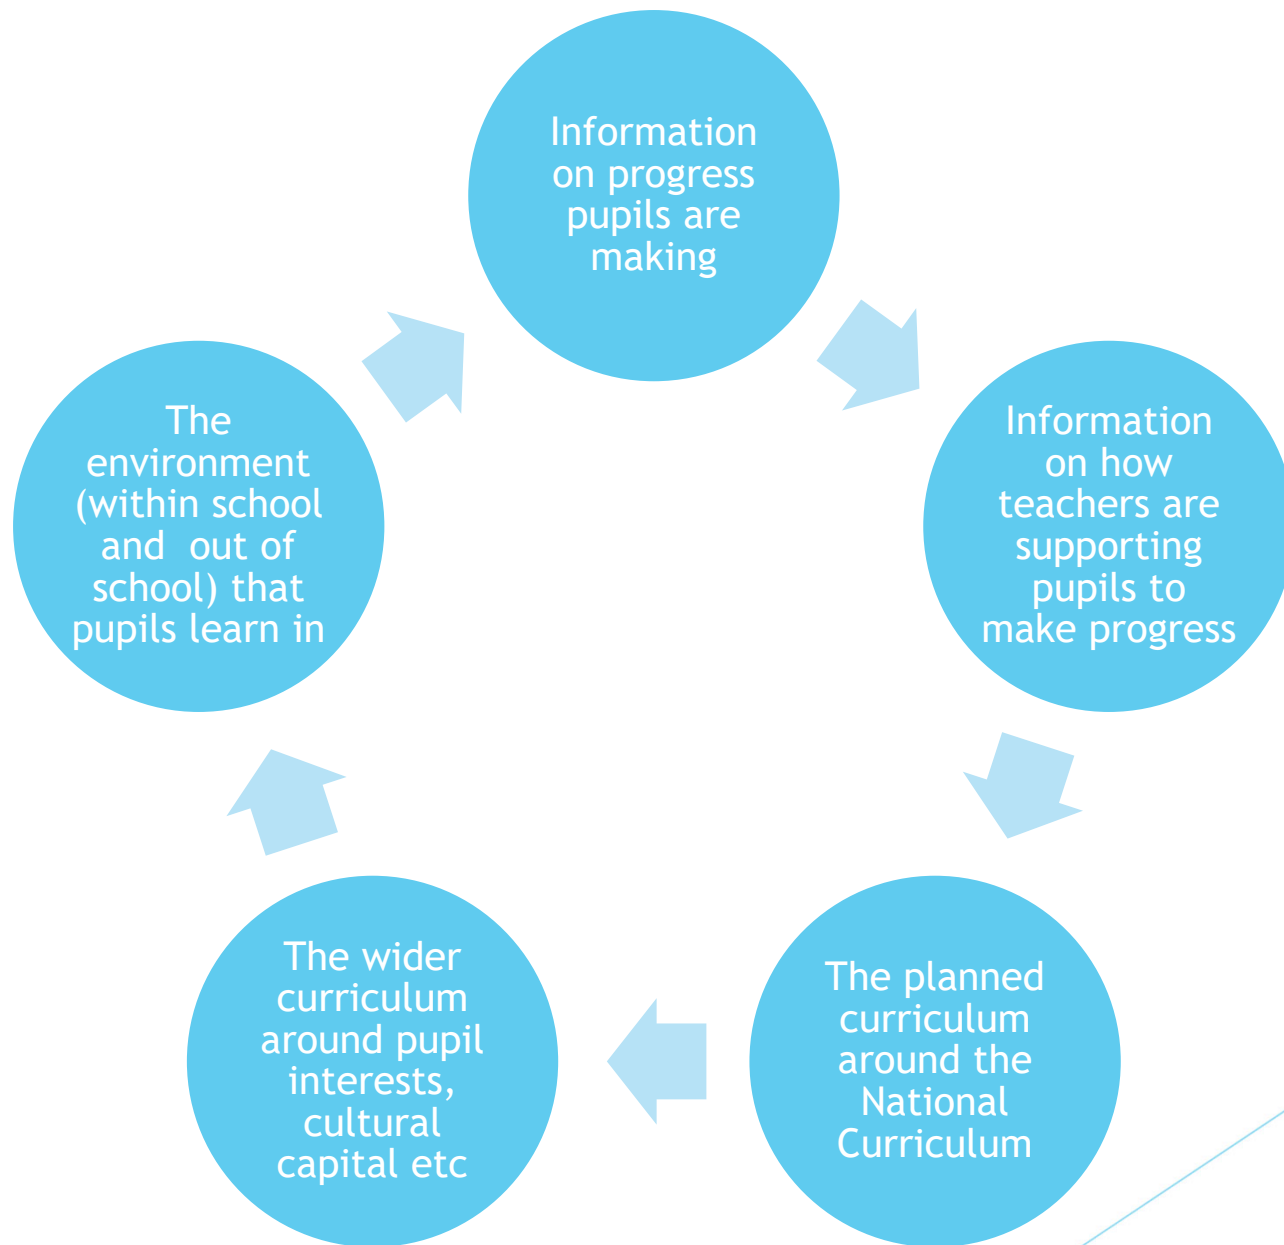 Information
on progress
pupils are
making
Information
on how
teachers are
supporting
pupils to
make progress
The planned
curriculum
around the
National
Curriculum
The wider
curriculum
around pupil
interests,
cultural
capital etc
The
environment
(within school
and out of
school) that
pupils learn in